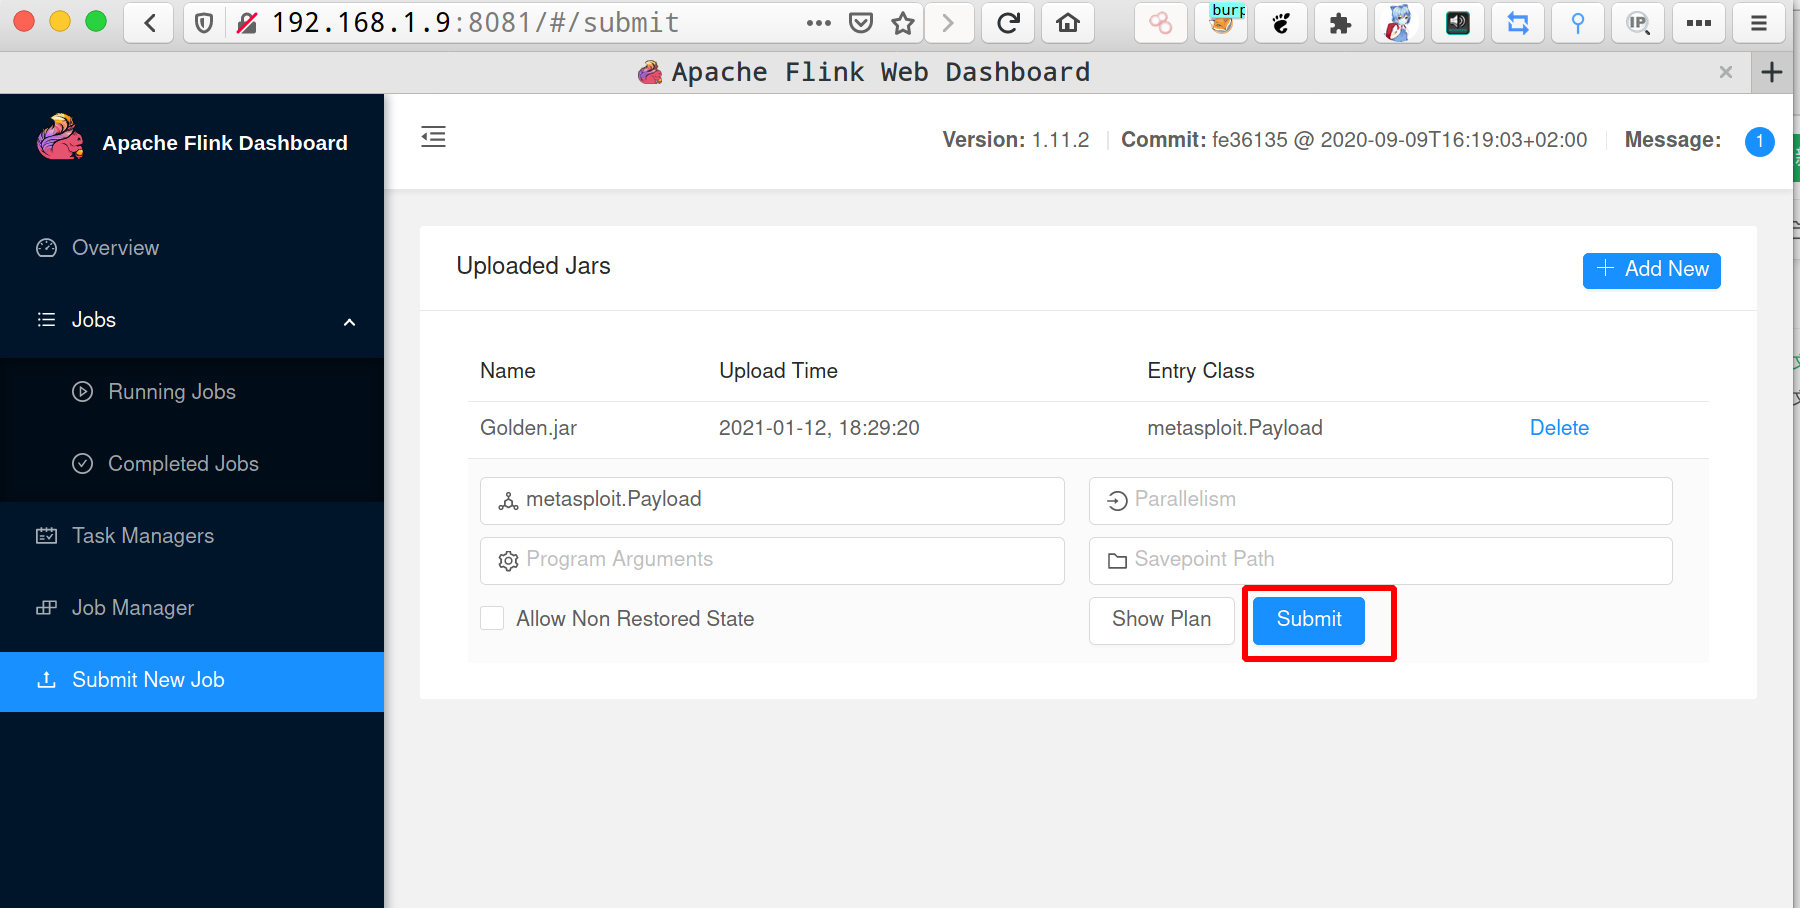 192.168.1.9:8081/#/submit
burp
IP
Apache Flink Web Dashboard
Apache Flink Dashboard
Version: 1.11.2
Commit: fe36135 @ 2020-09-09T16:19:03+02:00
Message: 1
Overview
Jobs
Running Jobs
Completed Jobs
Task Managers
Job Manager
Submit New Job
Uploaded Jars
Add New
Name Upload Time Entry Class
Golden.jar 2021-01-12, 18:29:20 metasploit.Payload Delete
metasploit.Payload Parallelism
Program Arguments Savepoint Path
Allow Non Restored State Show Plan Submit